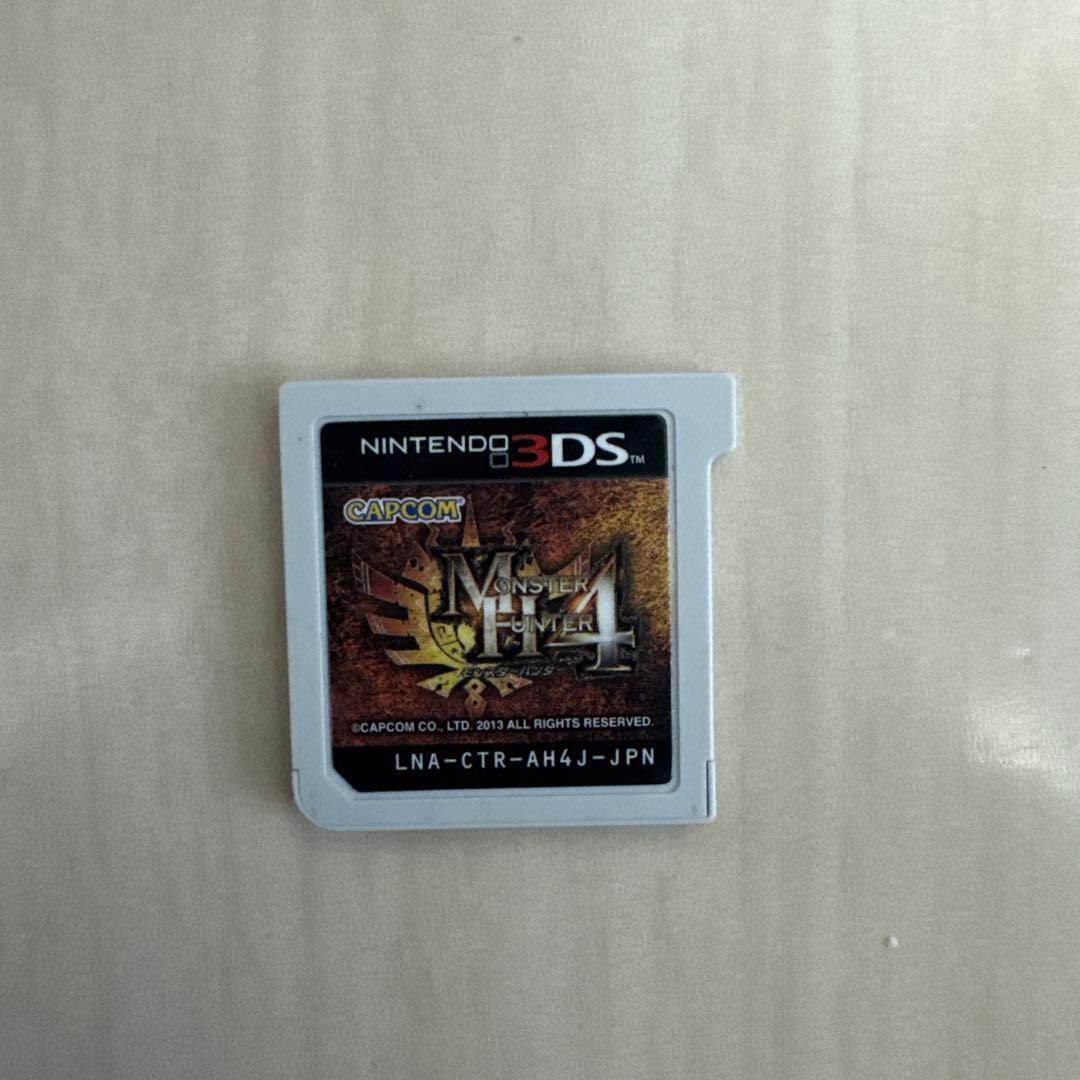 NINTENDO 3DS™
CAPCOM®
MONSTER
HUNTER 4
モンスターハンター
©CAPCOM CO., LTD. 2013 ALL RIGHTS RESERVED.
LNA-CTR-AH4J-JPN